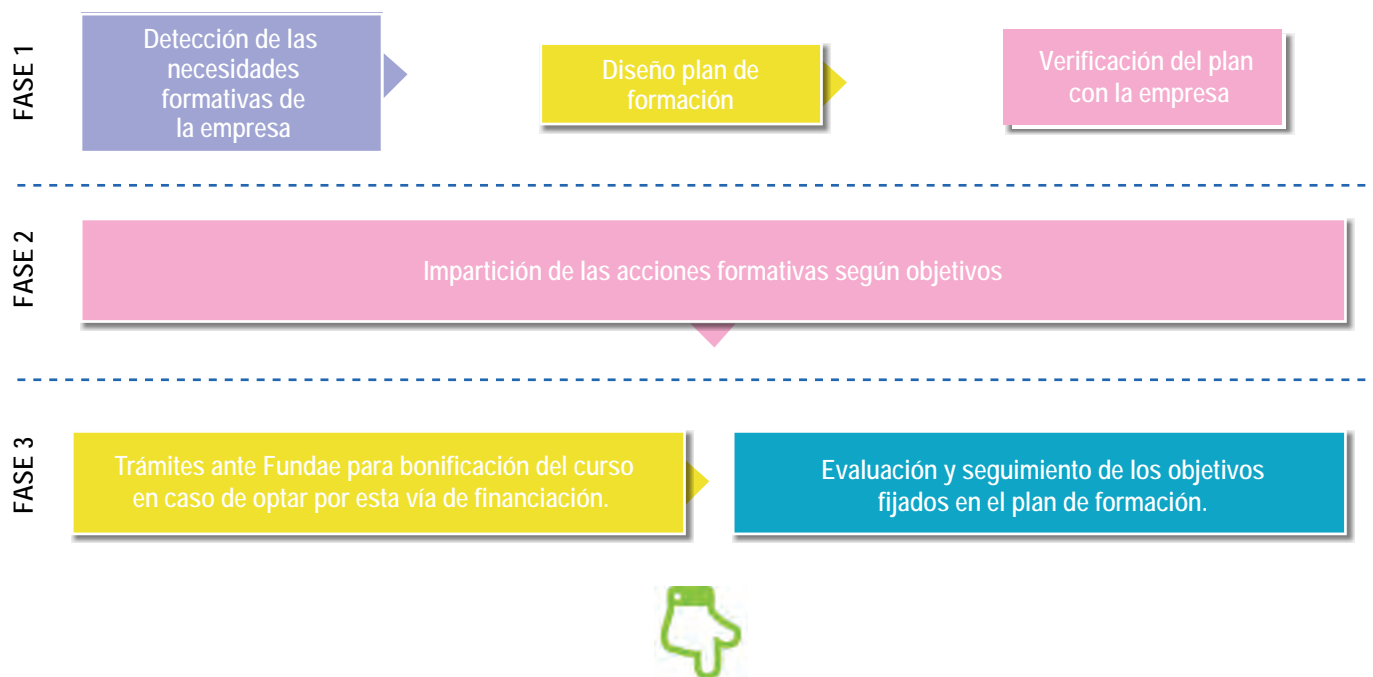 FASE 1
Detección de las
necesidades
formativas de
la empresa
Diseño plan de
formación
Verificación del plan
con la empresa
FASE 2
Impartición de las acciones formativas según objetivos
FASE 3
Trámites ante Fundae para bonificación del curso
en caso de optar por esta vía de financiación.
Evaluación y seguimiento de los objetivos
fijados en el plan de formación.